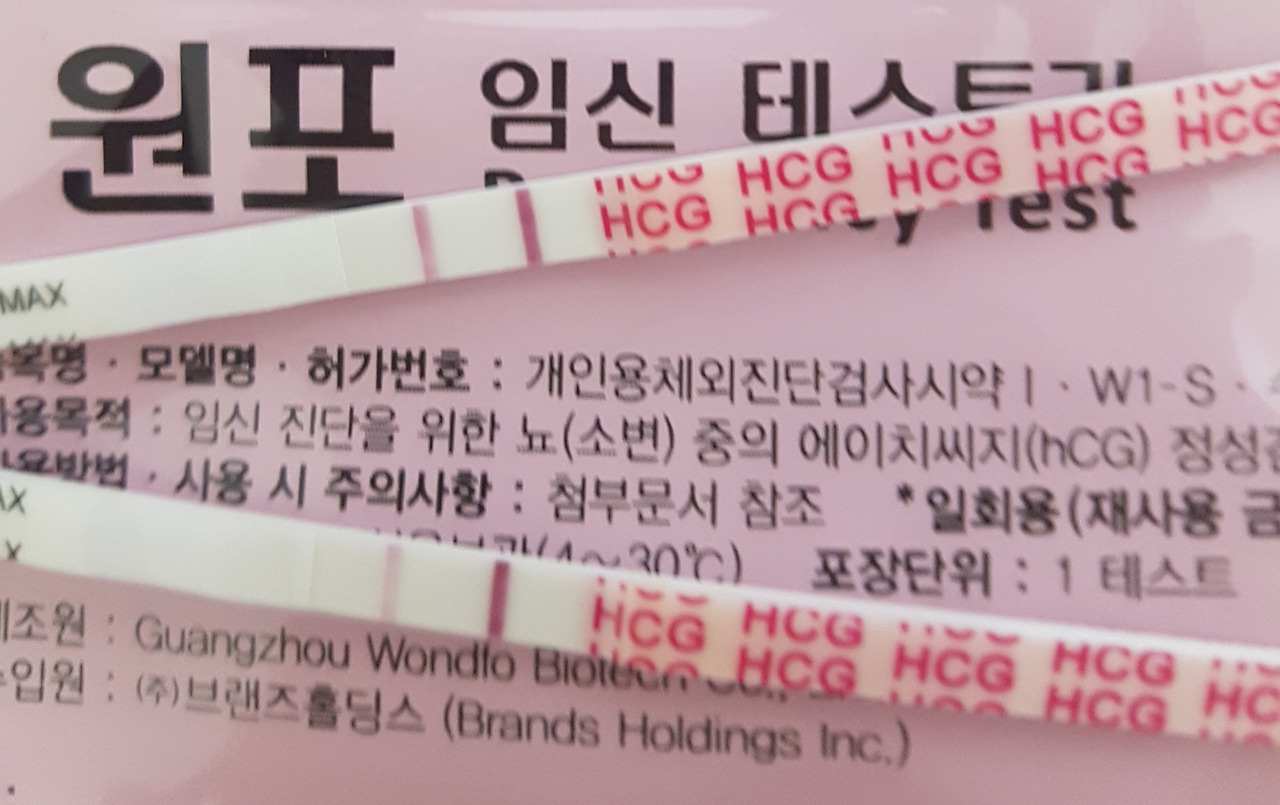 원포 임신 테스트기
Test
HCG HCG HCG HCG HCG
HCG HCG HCG HCG
MAX
목명 · 모델명 · 허가번호 : 개인용체외진단검사시약 I · W1-S ·
용목적 : 임신 진단을 위한 뇨(소변) 중의 에이치씨지(hCG) 정성
사용 시 주의사항 : 첨부문서 참조 *일회용(재사용 금
(4~30℃) 포장단위 : 1 테스트
HCG HCG HCG
HCG HCG HCG HCG
제조원 : Guangzhou Wondfo Biotech Co.,
수입원 : (주)브랜즈홀딩스 (Brands Holdings Inc.)